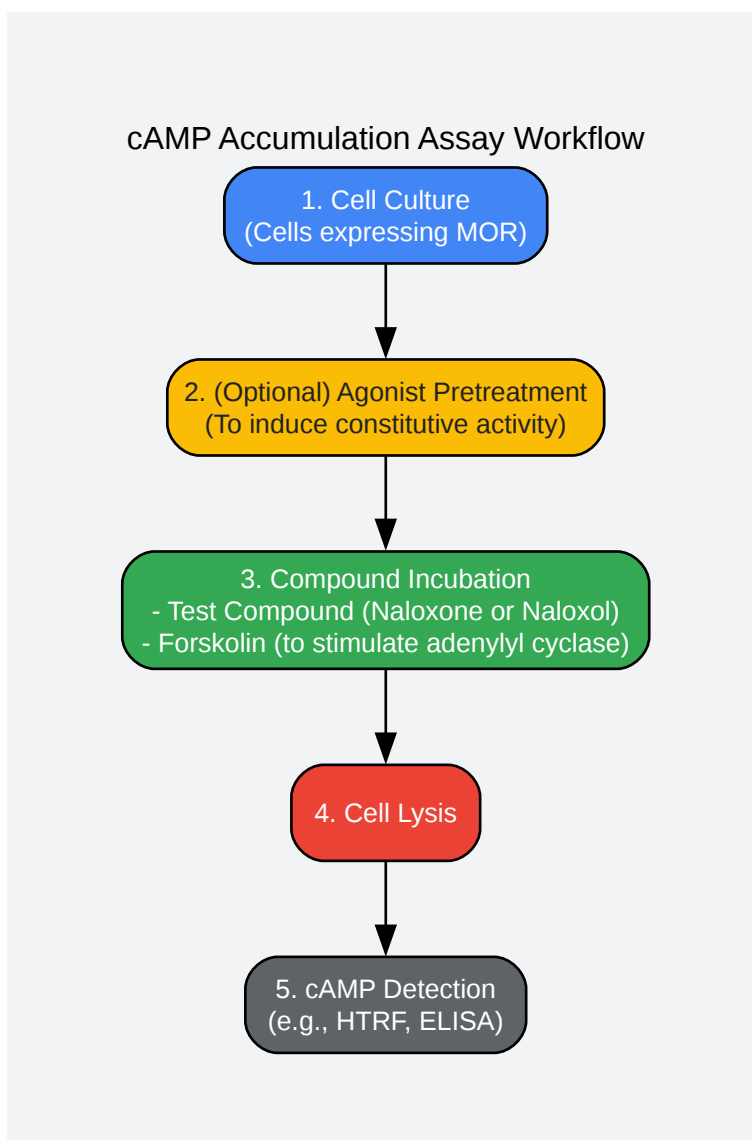 cAMP Accumulation Assay Workflow
1. Cell Culture
(Cells expressing MOR)
2. (Optional) Agonist Pretreatment
(To induce constitutive activity)
3. Compound Incubation
- Test Compound (Naloxone or Naloxol)
- Forskolin (to stimulate adenylyl cyclase)
4. Cell Lysis
5. cAMP Detection
(e.g., HTRF, ELISA)